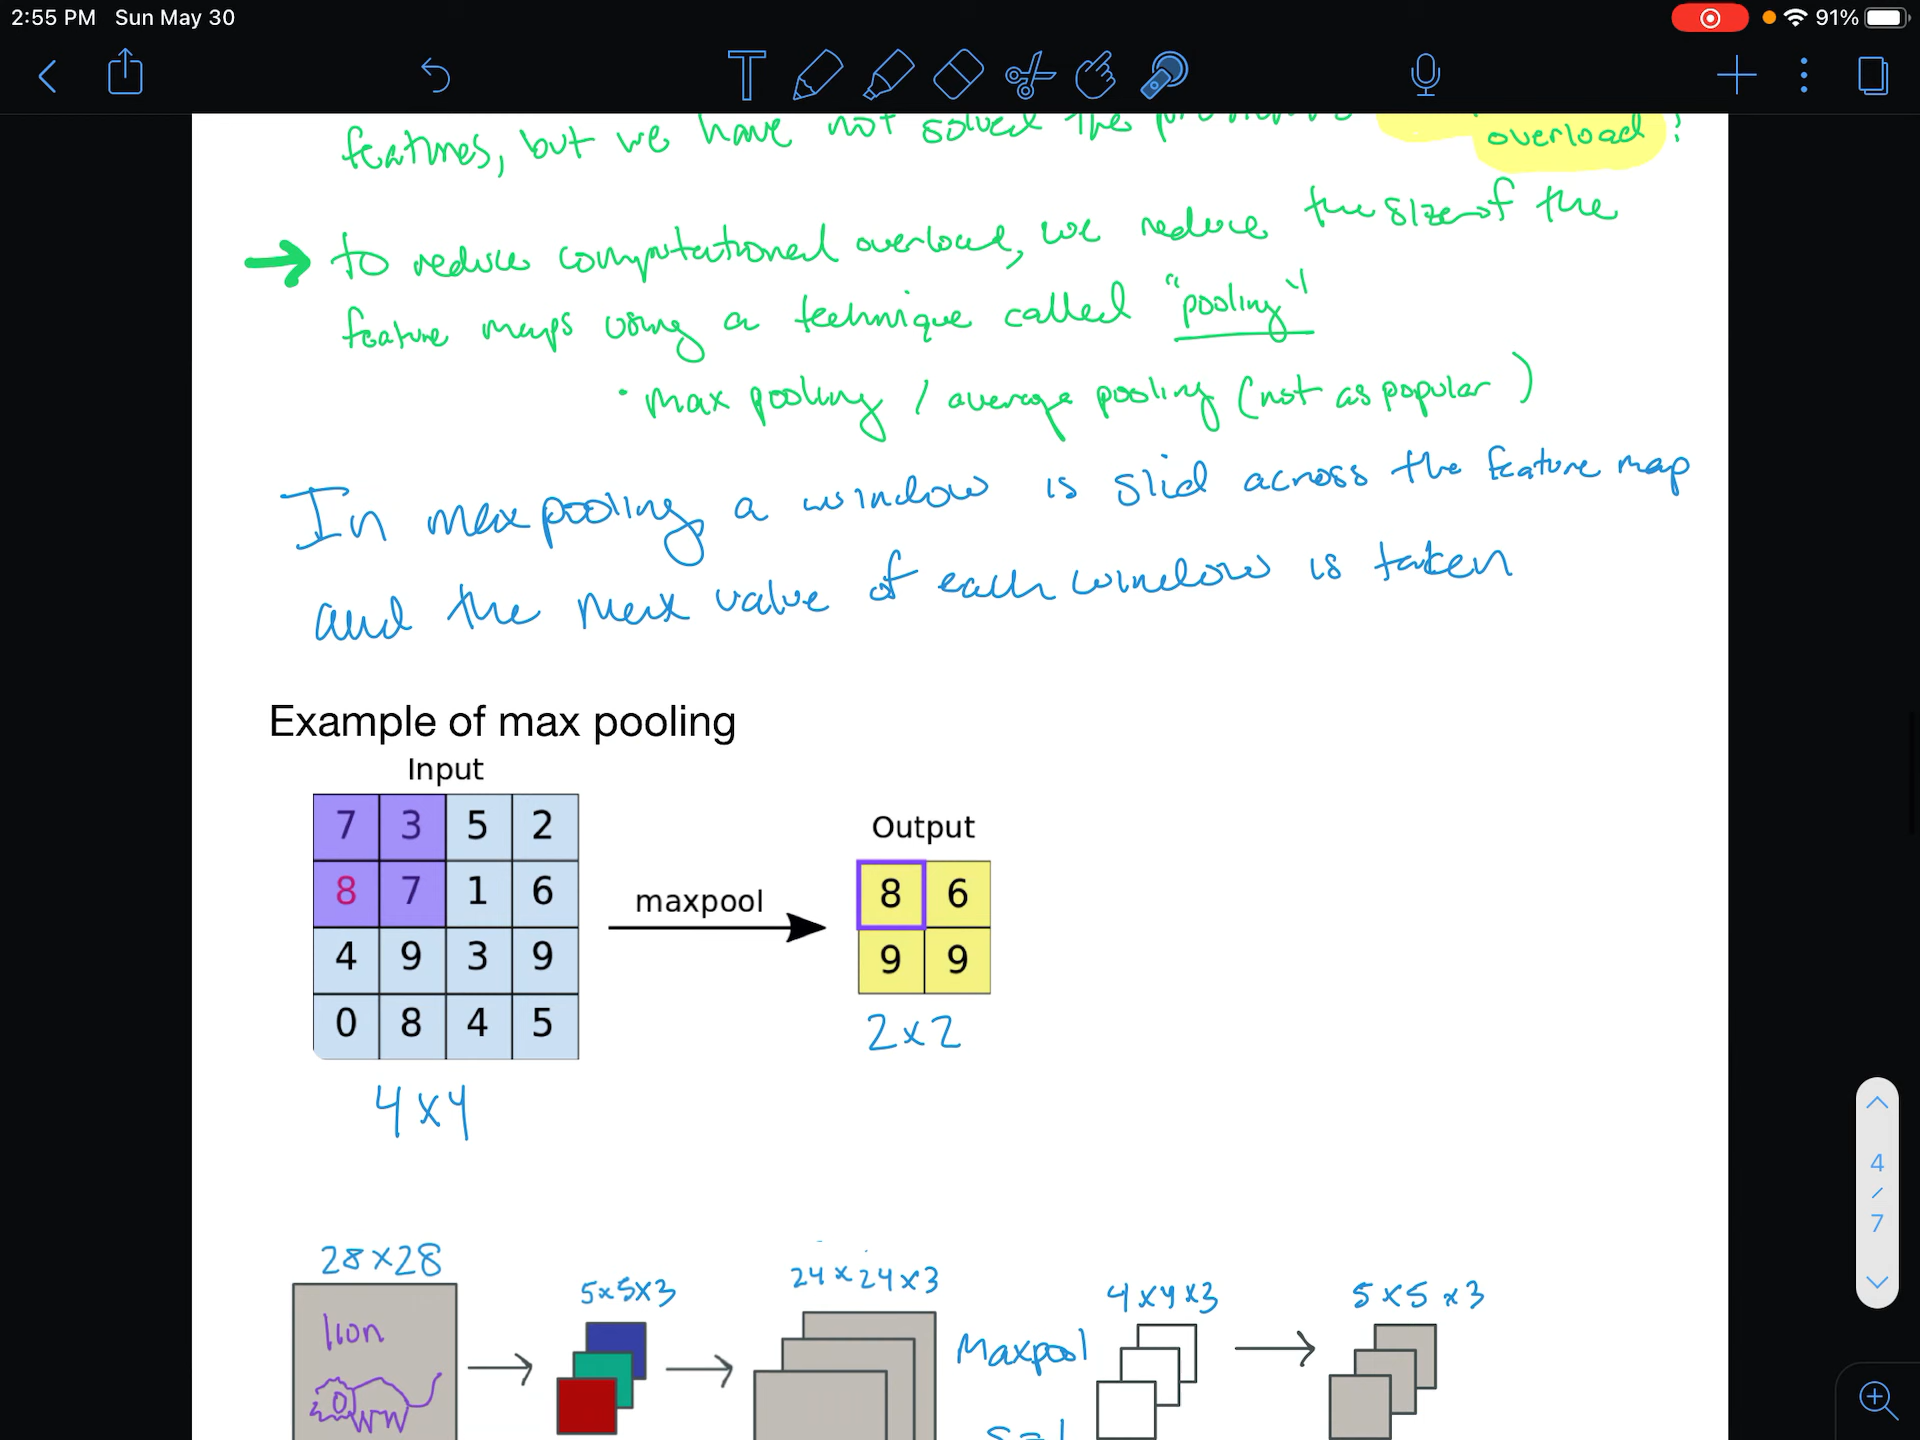 2:55 PM Sun May 30
91%
features, but we have not solved the
overload?
→ to reduce computational overload, we reduce the size of the
feature maps using a technique called "pooling"
• max pooling / average pooling (not as popular)
In max pooling a window is slid across the feature map
and the max value of each window is taken
Example of max pooling
Input
7 3 5 2
8 7 1 6
4 9 3 9
0 8 4 5
4x4
maxpool
Output
8 6
9 9
2x2
28x28
lion
5x5x3
24x24x3
Maxpool
4x4x3
5x5x3
4
/
7